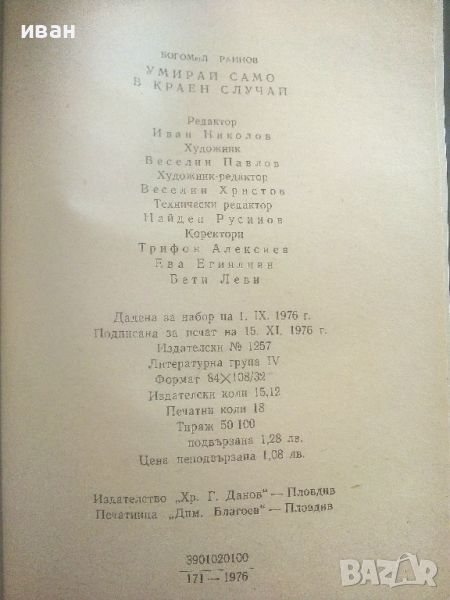 иван
БОГОМИЛ РАЙНОВ
УМИРАЙ САМО
В КРАЕН СЛУЧАЙ
Редактор
Иван Николов
Художник
Веселин Павлов
Художник-редактор
Веселин Христов
Технически редактор
Найден Русинов
Коректори
Трифон Алексиев
Ева Егинлиян
Бети Леви
Дадена за набор на 1. IX. 1976 г.
Подписана за печат на 15. XI. 1976 г.
Издателски № 1257
Литературна група IV
Формат 84×108/32
Издателски коли 15,12
Печатни коли 18
Тираж 50 100
подвързана 1,28 лв.
Цена неподвързана 1,08 лв.
Издателство „Хр. Г. Данов“ — Пловдив
Печатница „Дим. Благоев“ — Пловдив
3901020100
171 — 1976
BAZAR